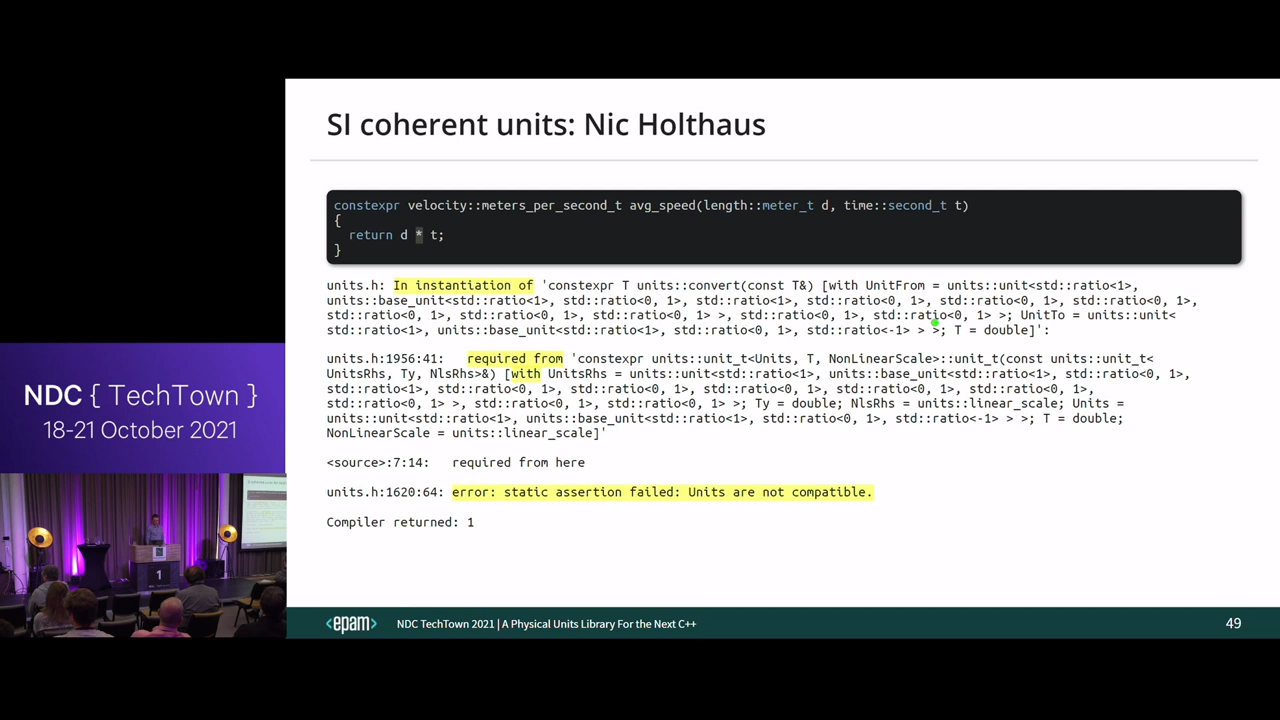 SI coherent units: Nic Holthaus
constexpr velocity::meters_per_second_t avg_speed(length::meter_t d, time::second_t t)
{
return d * t;
}
units.h: In instantiation of 'constexpr T units::convert(const T&) [with UnitFrom = units::unit<std::ratio<1>,
units::base_unit<std::ratio<1>, std::ratio<0, 1>, std::ratio<1>, std::ratio<0, 1>, std::ratio<0, 1>, std::ratio<0, 1>,
std::ratio<0, 1>, std::ratio<0, 1>, std::ratio<0, 1> >, std::ratio<0, 1>, std::ratio<0, 1> >; UnitTo = units::unit<
std::ratio<1>, units::base_unit<std::ratio<1>, std::ratio<0, 1>, std::ratio<-1> > >; T = double]':
units.h:1956:41: required from 'constexpr units::unit_t<Units, T, NonLinearScale>::unit_t(const units::unit_t<
UnitsRhs, Ty, NlsRhs>&) [with UnitsRhs = units::unit<std::ratio<1>, units::base_unit<std::ratio<1>, std::ratio<0, 1>,
std::ratio<1>, std::ratio<0, 1>, std::ratio<0, 1>, std::ratio<0, 1>, std::ratio<0, 1>, std::ratio<0, 1>,
std::ratio<0, 1> >, std::ratio<0, 1>, std::ratio<0, 1> >; Ty = double; NlsRhs = units::linear_scale; Units =
units::unit<std::ratio<1>, units::base_unit<std::ratio<1>, std::ratio<0, 1>, std::ratio<-1> > >; T = double;
NonLinearScale = units::linear_scale]'
<source>:7:14: required from here
units.h:1620:64: error: static assertion failed: Units are not compatible.
Compiler returned: 1
NDC { TechTown }
18-21 October 2021
1
<epam>
NDC TechTown 2021 | A Physical Units Library For the Next C++
49